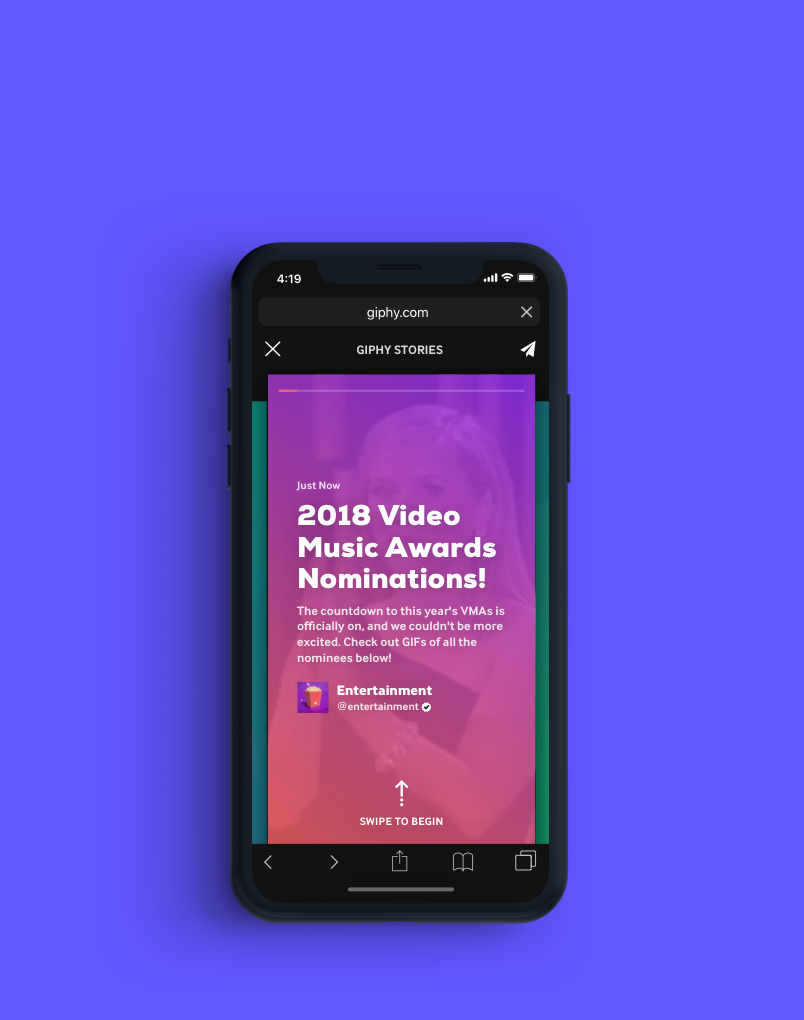 4:19
giphy.com
GIPHY STORIES
Just Now
2018 Video
Music Awards
Nominations!
The countdown to this year's VMAs is
officially on, and we couldn't be more
excited. Check out GIFs of all the
nominees below!
Entertainment
@entertainment
SWIPE TO BEGIN